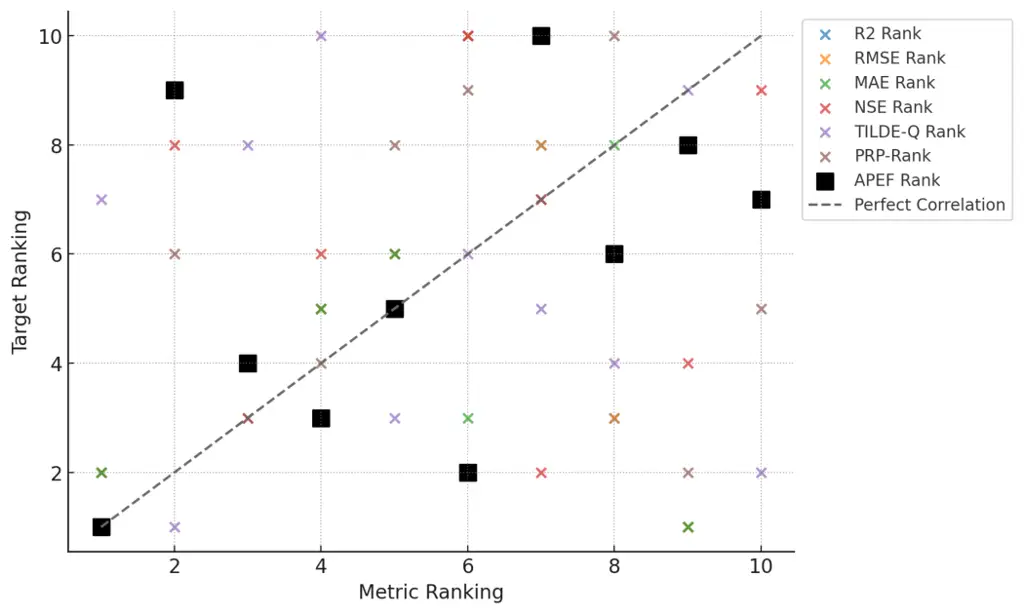 10
8
6
4
2
2
4
6
8
10
Target Ranking
Metric Ranking
R2 Rank
RMSE Rank
MAE Rank
NSE Rank
TILDE-Q Rank
PRP-Rank
APEF Rank
Perfect Correlation